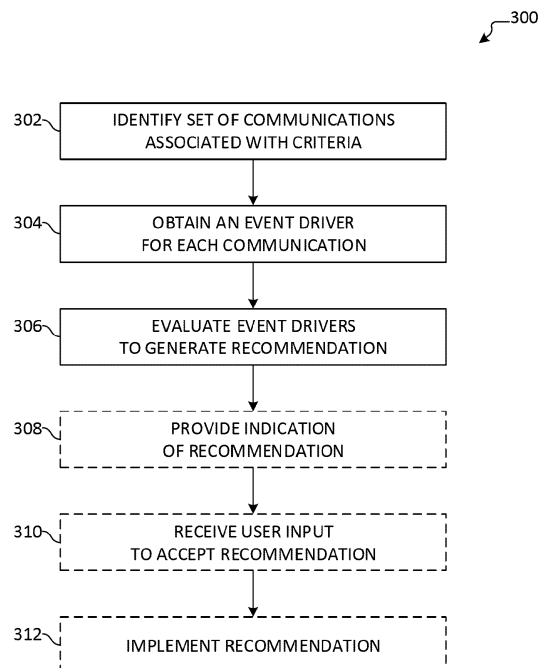 300
302
IDENTIFY SET OF COMMUNICATIONS
ASSOCIATED WITH CRITERIA
304
OBTAIN AN EVENT DRIVER
FOR EACH COMMUNICATION
306
EVALUATE EVENT DRIVERS
TO GENERATE RECOMMENDATION
308
PROVIDE INDICATION
OF RECOMMENDATION
310
RECEIVE USER INPUT
TO ACCEPT RECOMMENDATION
312
IMPLEMENT RECOMMENDATION